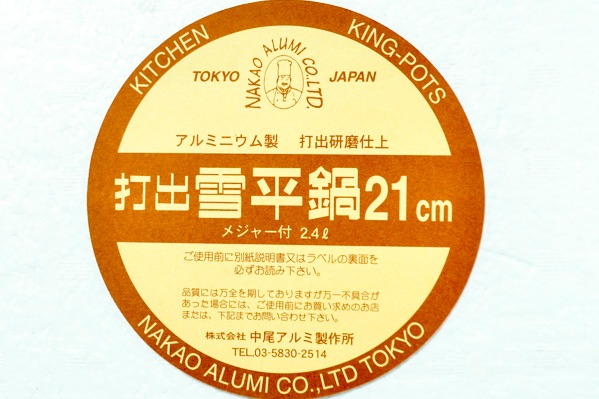 KITCHEN KING-POTS
NAKAO ALUMI CO.,LTD.
TOKYO JAPAN
アルミニウム製 打出研磨仕上
打出雪平鍋21cm
メジャー付 2.4ℓ
ご使用前に別紙説明書又はラベルの裏面を
必ずお読み下さい。
品質には万全を期しておりますが万一不具合が
あった場合には、ご使用前にお買い求めのお店
または、下記までお問い合わせ下さい。
株式会社 中尾アルミ製作所
TEL,03-5830-2514
NAKAO ALUMI CO.,LTD TOKYO